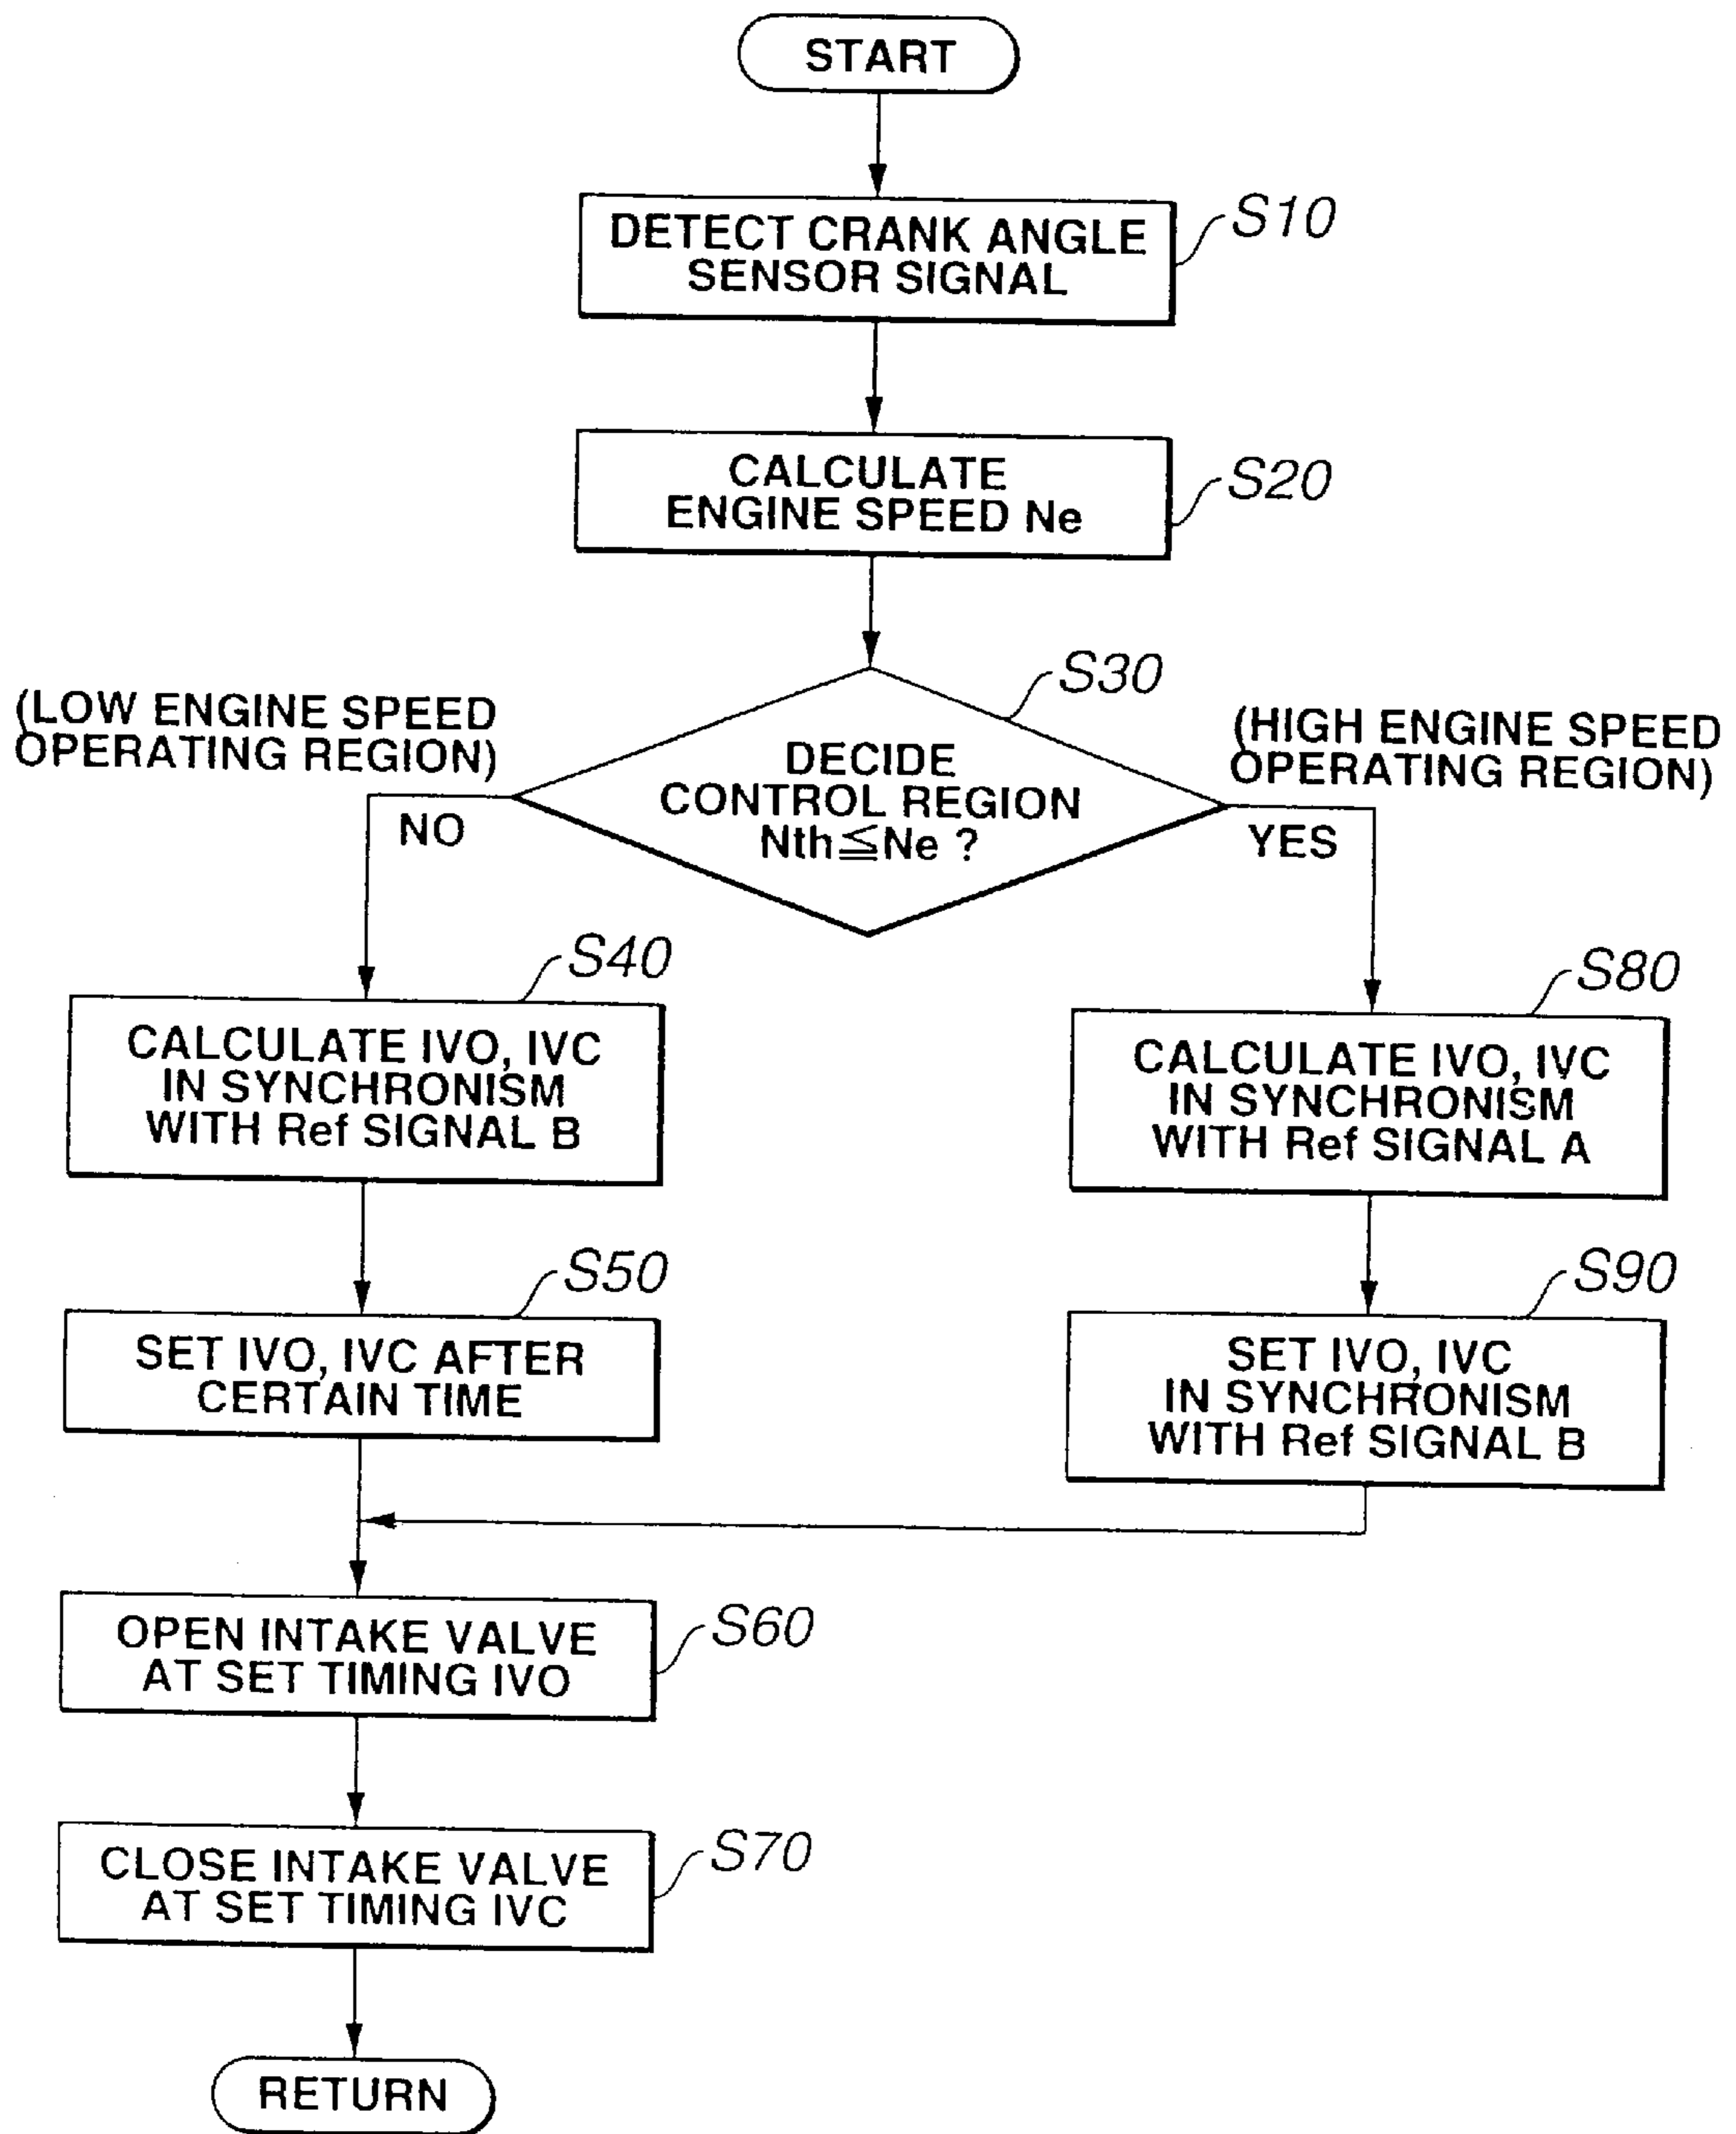 START
DETECT CRANK ANGLE
SENSOR SIGNAL
S10
CALCULATE
ENGINE SPEED Ne
S20
S30
(LOW ENGINE SPEED
OPERATING REGION)
(HIGH ENGINE SPEED
OPERATING REGION)
DECIDE
CONTROL REGION
Nth≦Ne ?
NO
YES
S40
CALCULATE IVO, IVC
IN SYNCHRONISM
WITH Ref SIGNAL B
S80
CALCULATE IVO, IVC
IN SYNCHRONISM
WITH Ref SIGNAL A
S50
SET IVO, IVC AFTER
CERTAIN TIME
S90
SET IVO, IVC
IN SYNCHRONISM
WITH Ref SIGNAL B
OPEN INTAKE VALVE
AT SET TIMING IVO
S60
CLOSE INTAKE VALVE
AT SET TIMING IVC
S70
RETURN